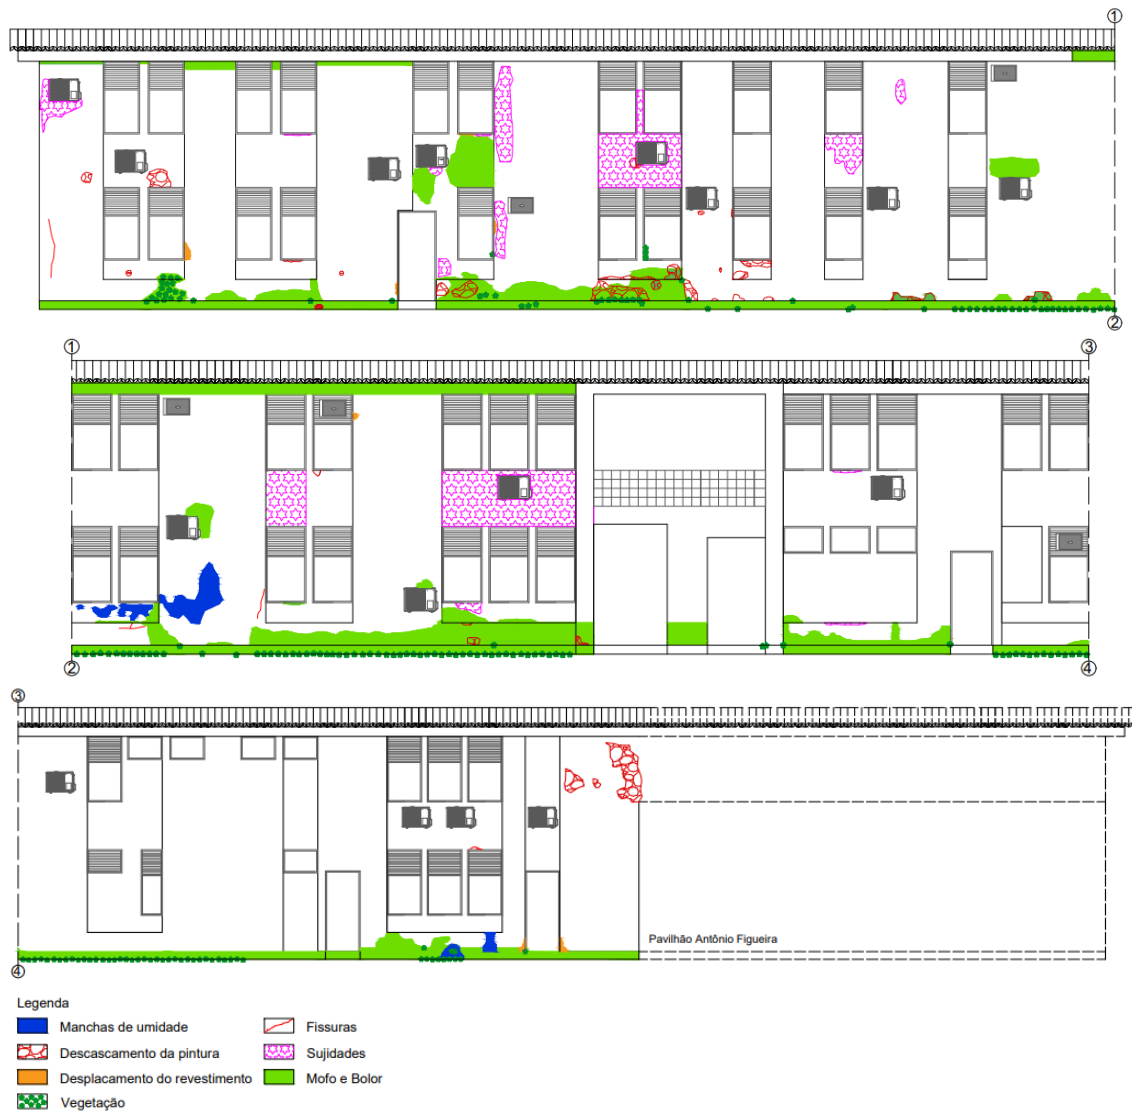 1
2
1
3
2
4
3
Pavilhão Antônio Figueira
4
Legenda
Manchas de umidade
Fissuras
Descascamento da pintura
Sujidades
Desplacamento do revestimento
Mofo e Bolor
Vegetação